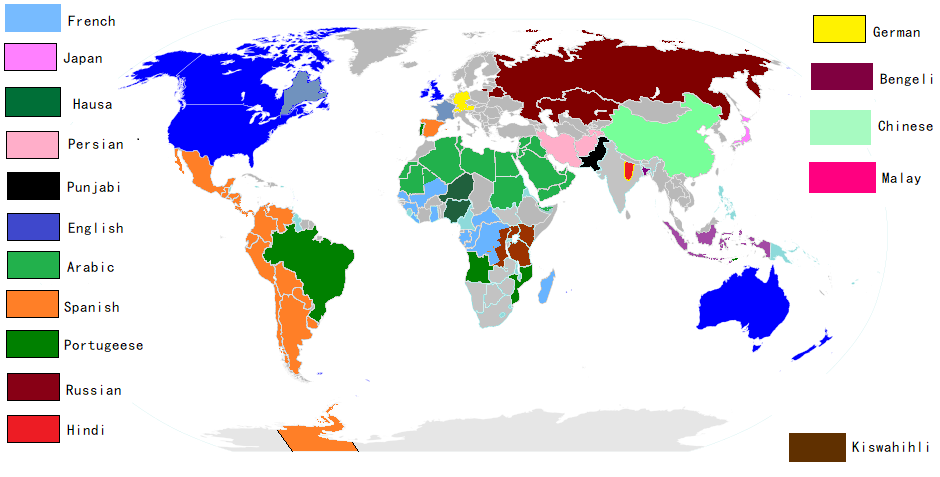 French
Japan
Hausa
Persian
Punjabi
English
Arabic
Spanish
Portugeese
Russian
Hindi
German
Bengeli
Chinese
Malay
Kiswahihli